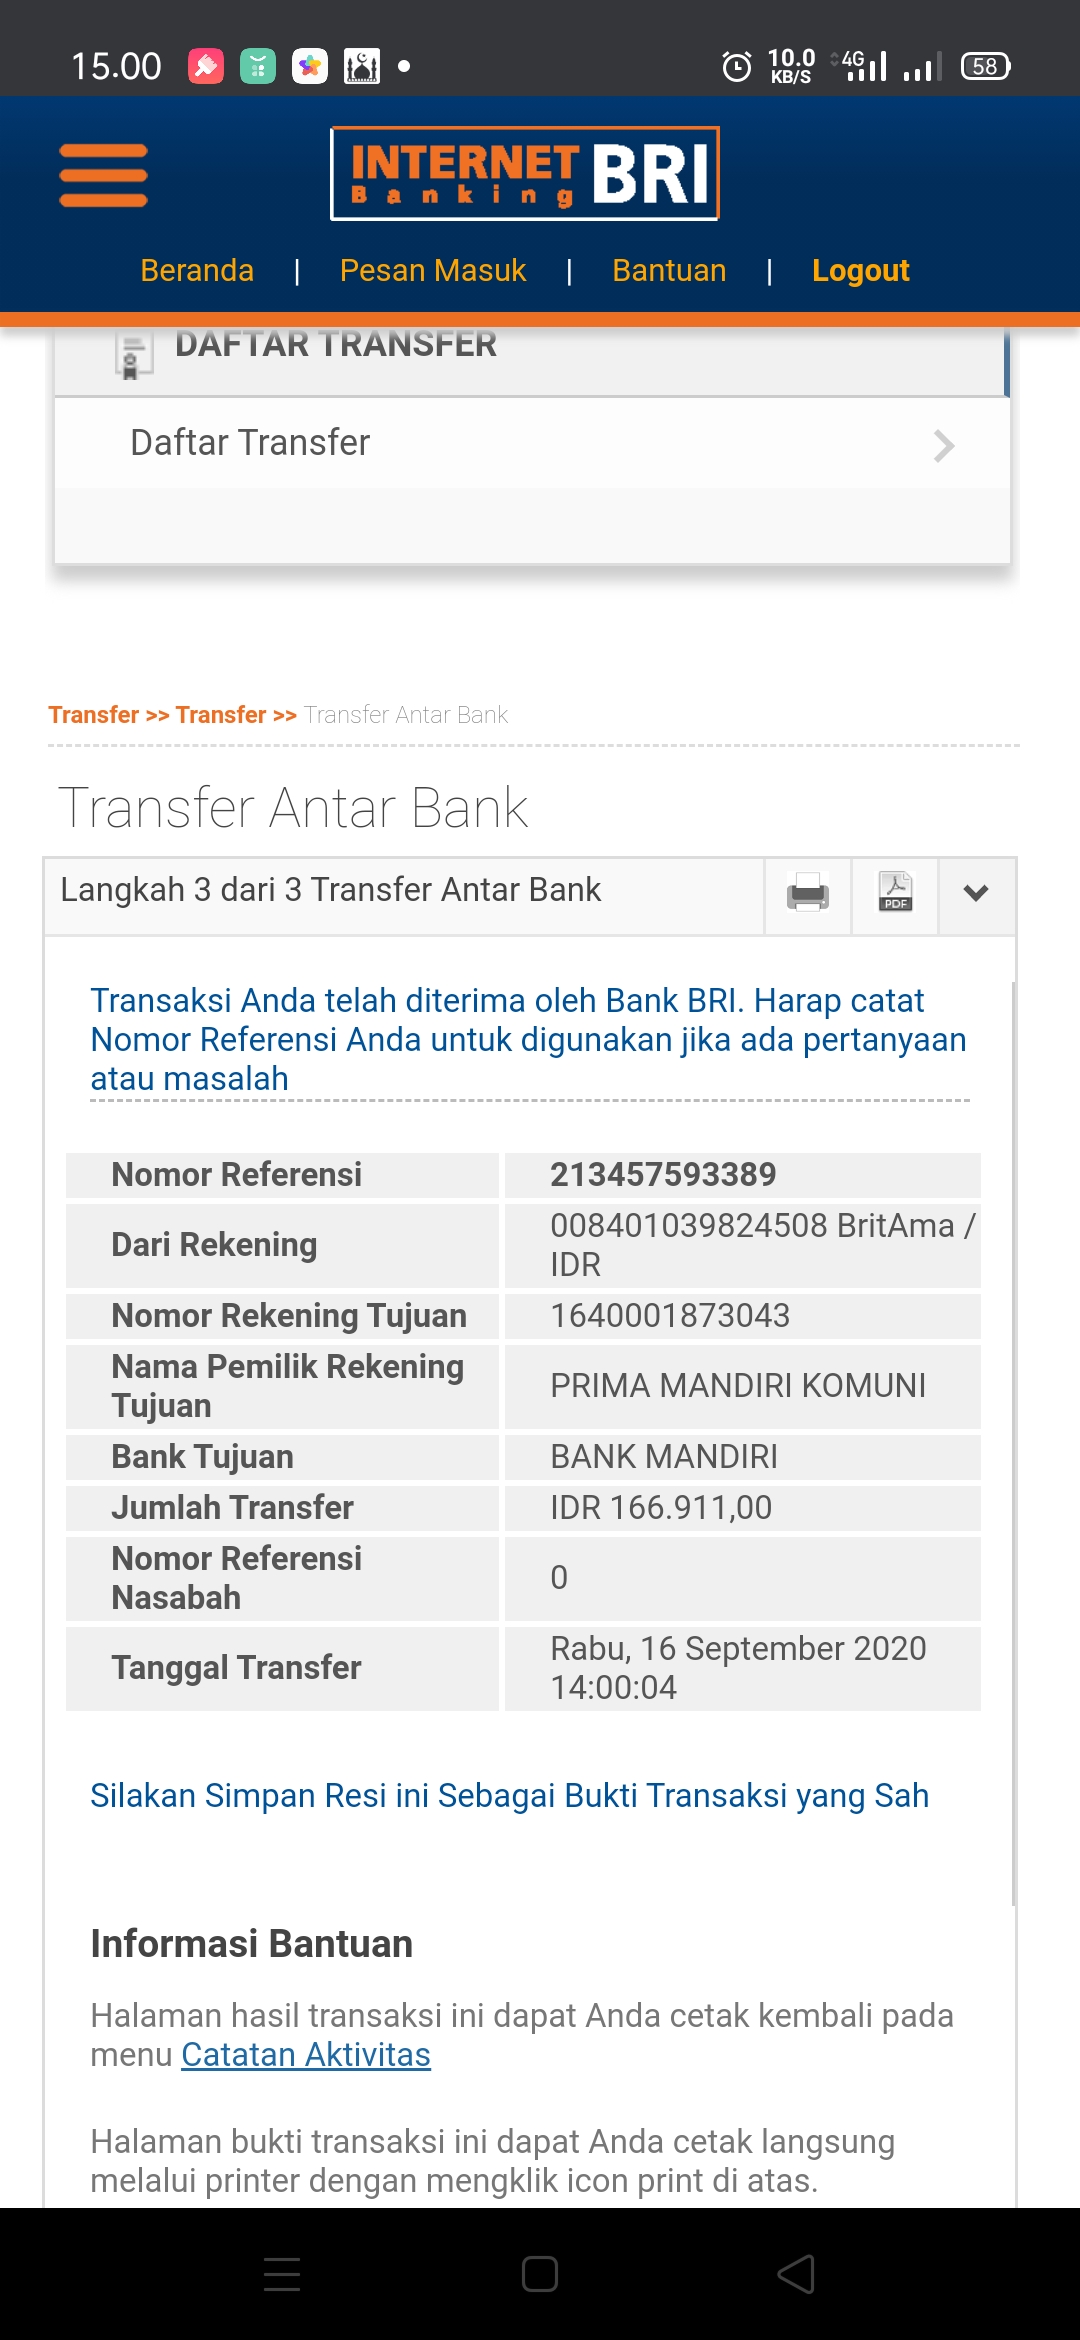 15.00
10.0
KB/S
4G
58
INTERNET
Banking
BRI
Beranda | Pesan Masuk | Bantuan | Logout
DAFTAR TRANSFER
Daftar Transfer
Transfer >> Transfer >> Transfer Antar Bank
Transfer Antar Bank
Langkah 3 dari 3 Transfer Antar Bank
PDF
Transaksi Anda telah diterima oleh Bank BRI. Harap catat
Nomor Referensi Anda untuk digunakan jika ada pertanyaan
atau masalah
Nomor Referensi
213457593389
Dari Rekening
008401039824508 BritAma /
IDR
Nomor Rekening Tujuan
1640001873043
Nama Pemilik Rekening
Tujuan
PRIMA MANDIRI KOMUNI
Bank Tujuan
BANK MANDIRI
Jumlah Transfer
IDR 166.911,00
Nomor Referensi
Nasabah
0
Tanggal Transfer
Rabu, 16 September 2020
14:00:04
Silakan Simpan Resi ini Sebagai Bukti Transaksi yang Sah
Informasi Bantuan
Halaman hasil transaksi ini dapat Anda cetak kembali pada
menu Catatan Aktivitas
Halaman bukti transaksi ini dapat Anda cetak langsung
melalui printer dengan mengklik icon print di atas.